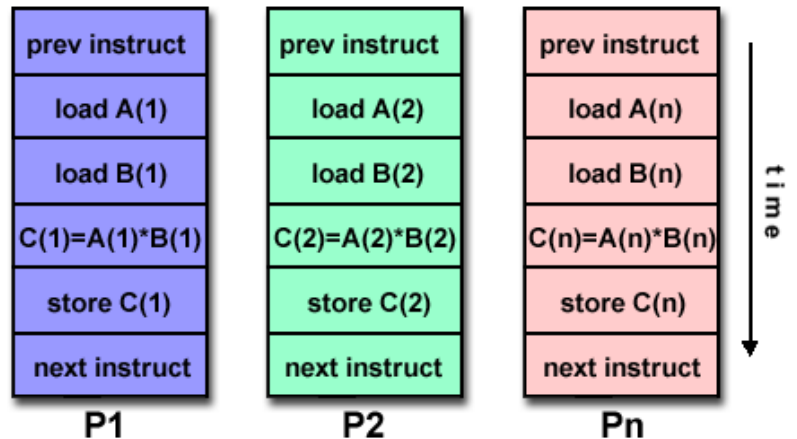 prev instruct
load A(1)
load B(1)
C(1)=A(1)*B(1)
store C(1)
next instruct
P1
prev instruct
load A(2)
load B(2)
C(2)=A(2)*B(2)
store C(2)
next instruct
P2
prev instruct
load A(n)
load B(n)
C(n)=A(n)*B(n)
store C(n)
next instruct
Pn
time